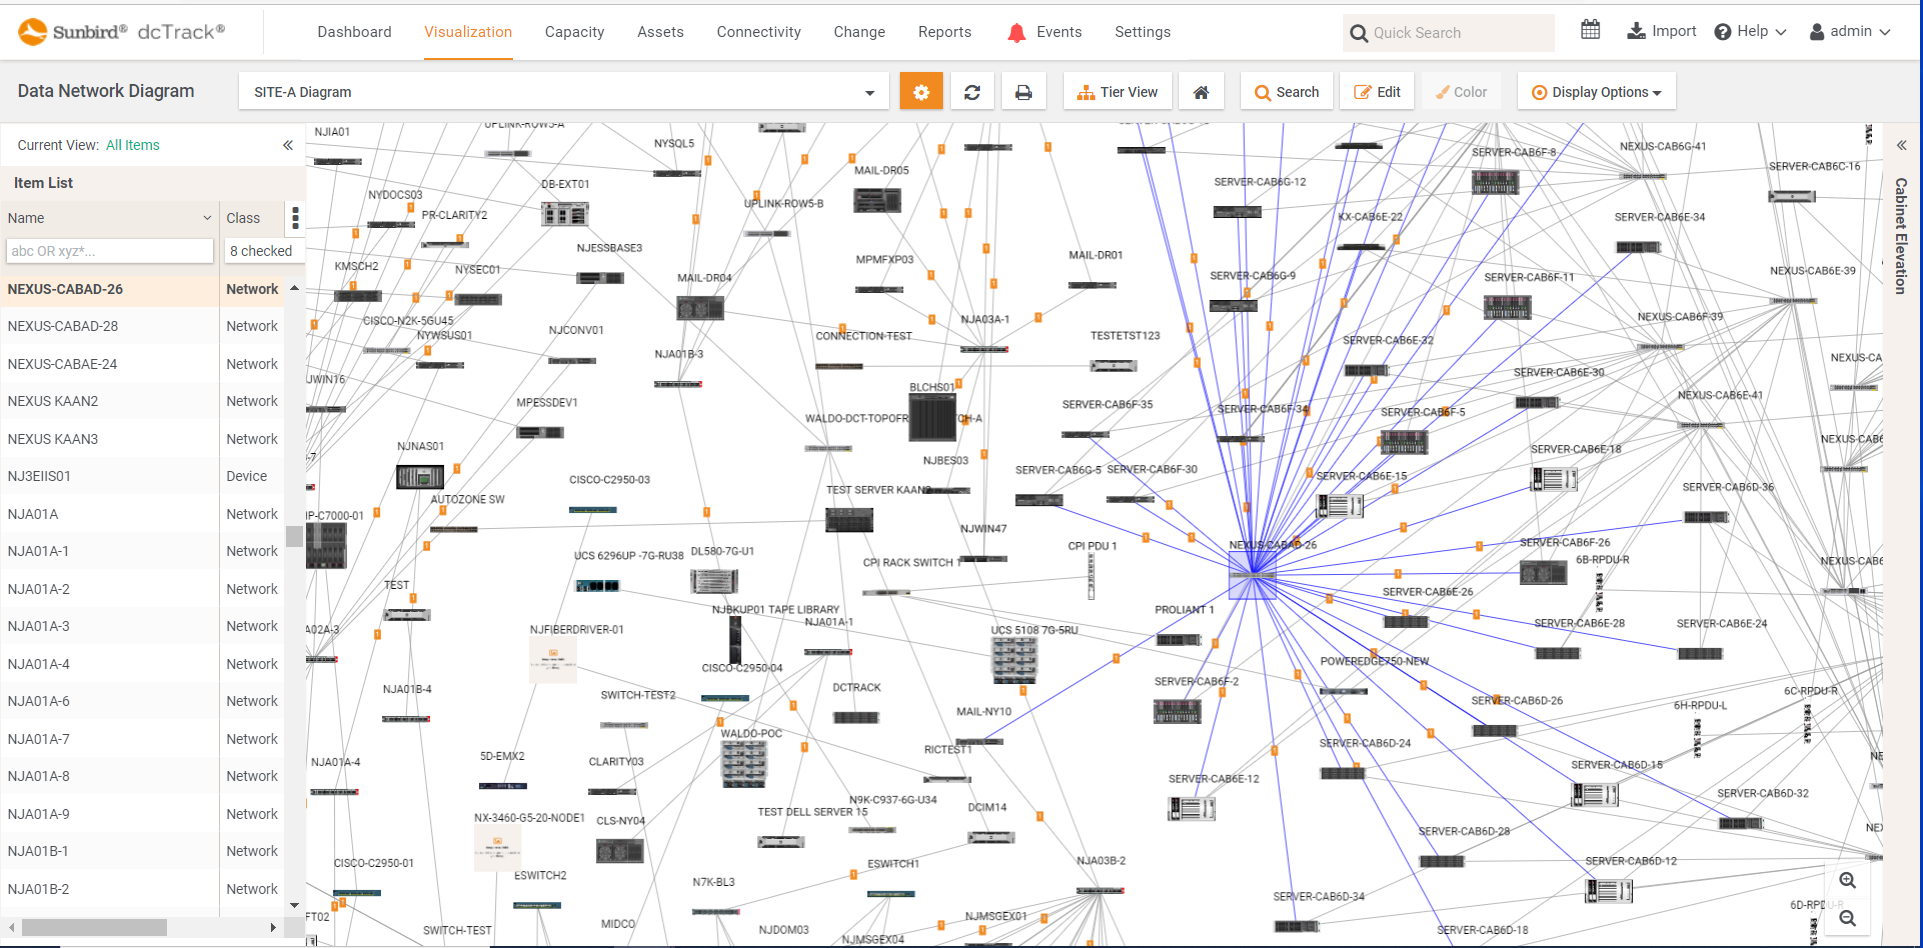 Sunbird® dcTrack®
Dashboard
Visualization
Capacity
Assets
Connectivity
Change
Reports
Events
Settings
Quick Search
Import
Help
admin
Data Network Diagram
SITE-A Diagram
Tier View
Search
Edit
Color
Display Options
Current View: All Items
Item List
Name
Class
abc OR xyz*...
8 checked
NEXUS-CABAD-26 Network
NEXUS-CABAD-28 Network
NEXUS-CABAE-24 Network
NEXUS KAAN2 Network
NEXUS KAAN3 Network
NJ3EIIS01 Device
NJA01A Network
NJA01A-1 Network
NJA01A-2 Network
NJA01A-3 Network
NJA01A-4 Network
NJA01A-6 Network
NJA01A-7 Network
NJA01A-8 Network
NJA01A-9 Network
NJA01B-1 Network
NJA01B-2 Network
Cabinet Elevation
NJIA01
UPLINK-ROW5-A
NYSQL5
MAIL-DR05
SERVER-CAB6F-8
NEXUS-CAB6G-41
SERVER-CAB6C-16
NYDOCS03
DB-EXT01
SERVER-CAB6G-12
PR-CLARITY2
UPLINK-ROW5-B
KX-CAB6E-22
SERVER-CAB6E-34
NJESSBASE3
KMSCH2
NYSEC01
MAIL-DR04
MPMFXP03
MAIL-DR01
SERVER-CAB6G-9
SERVER-CAB6F-11
NEXUS-CAB6E-39
CISCO-N2K-5GU45
NYWSUS01
NJCONV01
CONNECTION-TEST
NJA03A-1
TESTETST123
SERVER-CAB6E-32
NEXUS-CAB6F-39
NJA01B-3
NEXUS-CA
JWIN16
BLCHS01
SERVER-CAB6E-30
MPESSDEV1
WALDO-DCT-TOPOFR
CH-A
SERVER-CAB6F-35
SERVER-CAB6F-34
SERVER-CAB6F-5
NEXUS-CAB6E-41
NJNAS01
NEXUS-CAB6
-7
NJBES03
SERVER-CAB6G-5
SERVER-CAB6F-30
SERVER-CAB6E-15
SERVER-CAB6E-18
CISCO-C2950-03
TEST SERVER KAAN2
SERVER-CAB6D-36
AUTOZONE SW
IP-C7000-01
NJWIN47
UCS 6296UP -7G-RU38
DL580-7G-U1
CPI RACK SWITCH 1
CPI PDU 1
NEXUS-CABAD-26
SERVER-CAB6F-26
6B-RPDU-R
NEXUS-CAB6
TEST
NJBKUP01 TAPE LIBRARY
NJA01A-1
PROLIANT 1
SERVER-CAB6E-26
A02A-3
NJFIBERDRIVER-01
UCS 5108 7G-5RU
SERVER-CAB6E-28
SERVER-CAB6E-24
CISCO-C2950-04
POWEREDGE750-NEW
NJA01B-4
SWITCH-TEST2
DCTRACK
SERVER-CAB6F-2
SERVER-CAB6D-26
6C-RPDU-R
6H-RPDU-L
MAIL-NY10
WALDO-POC
RICTEST1
SERVER-CAB6D-24
5D-EMX2
CLARITY03
NJA01A-4
SERVER-CAB6E-12
SERVER-CAB6D-15
NE
N9K-C937-6G-U34
TEST DELL SERVER 15
DCIM14
SERVER-CAB6D-32
NX-3460-G5-20-NODE1
CLS-NY04
SERVER-CAB6D-28
NEX
CISCO-C2950-01
ESWITCH1
NJA03B-2
SERVER-CAB6D-12
ESWITCH2
N7K-BL3
SERVER-CAB6D-34
6D-RPDU-R
FT02
SWITCH-TEST
MIDCO
NJDOM03
NJMSGEX01
NJMSGEX04
SERVER-CAB6D-18